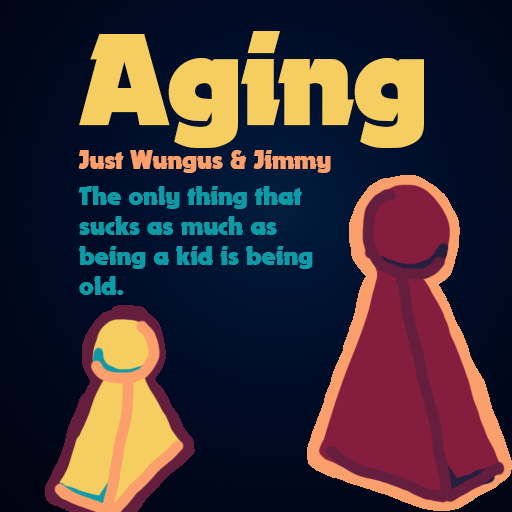 Aging
Just Wungus & Jimmy
The only thing that
sucks as much as
being a kid is being
old.